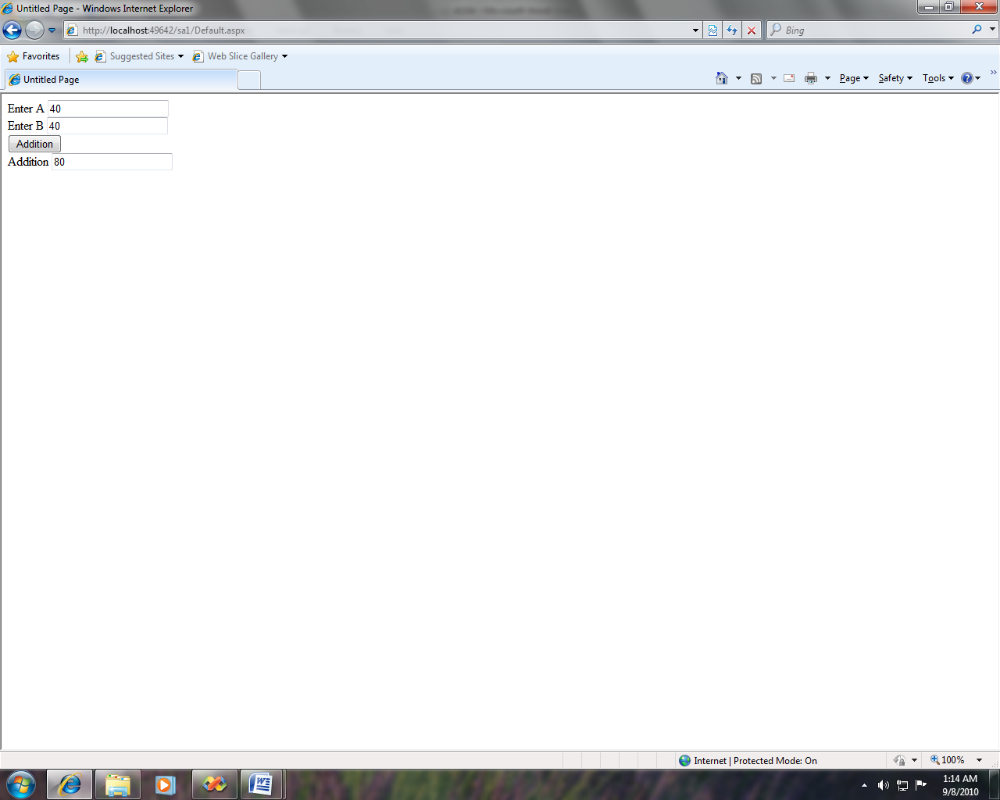 Untitled Page - Windows Internet Explorer
http://localhost:49642/sa1/Default.aspx
Bing
Favorites Suggested Sites Web Slice Gallery
Untitled Page
Page Safety Tools
Enter A 40
Enter B 40
Addition
Addition 80
Internet | Protected Mode: On
100%
1:14 AM
9/8/2010